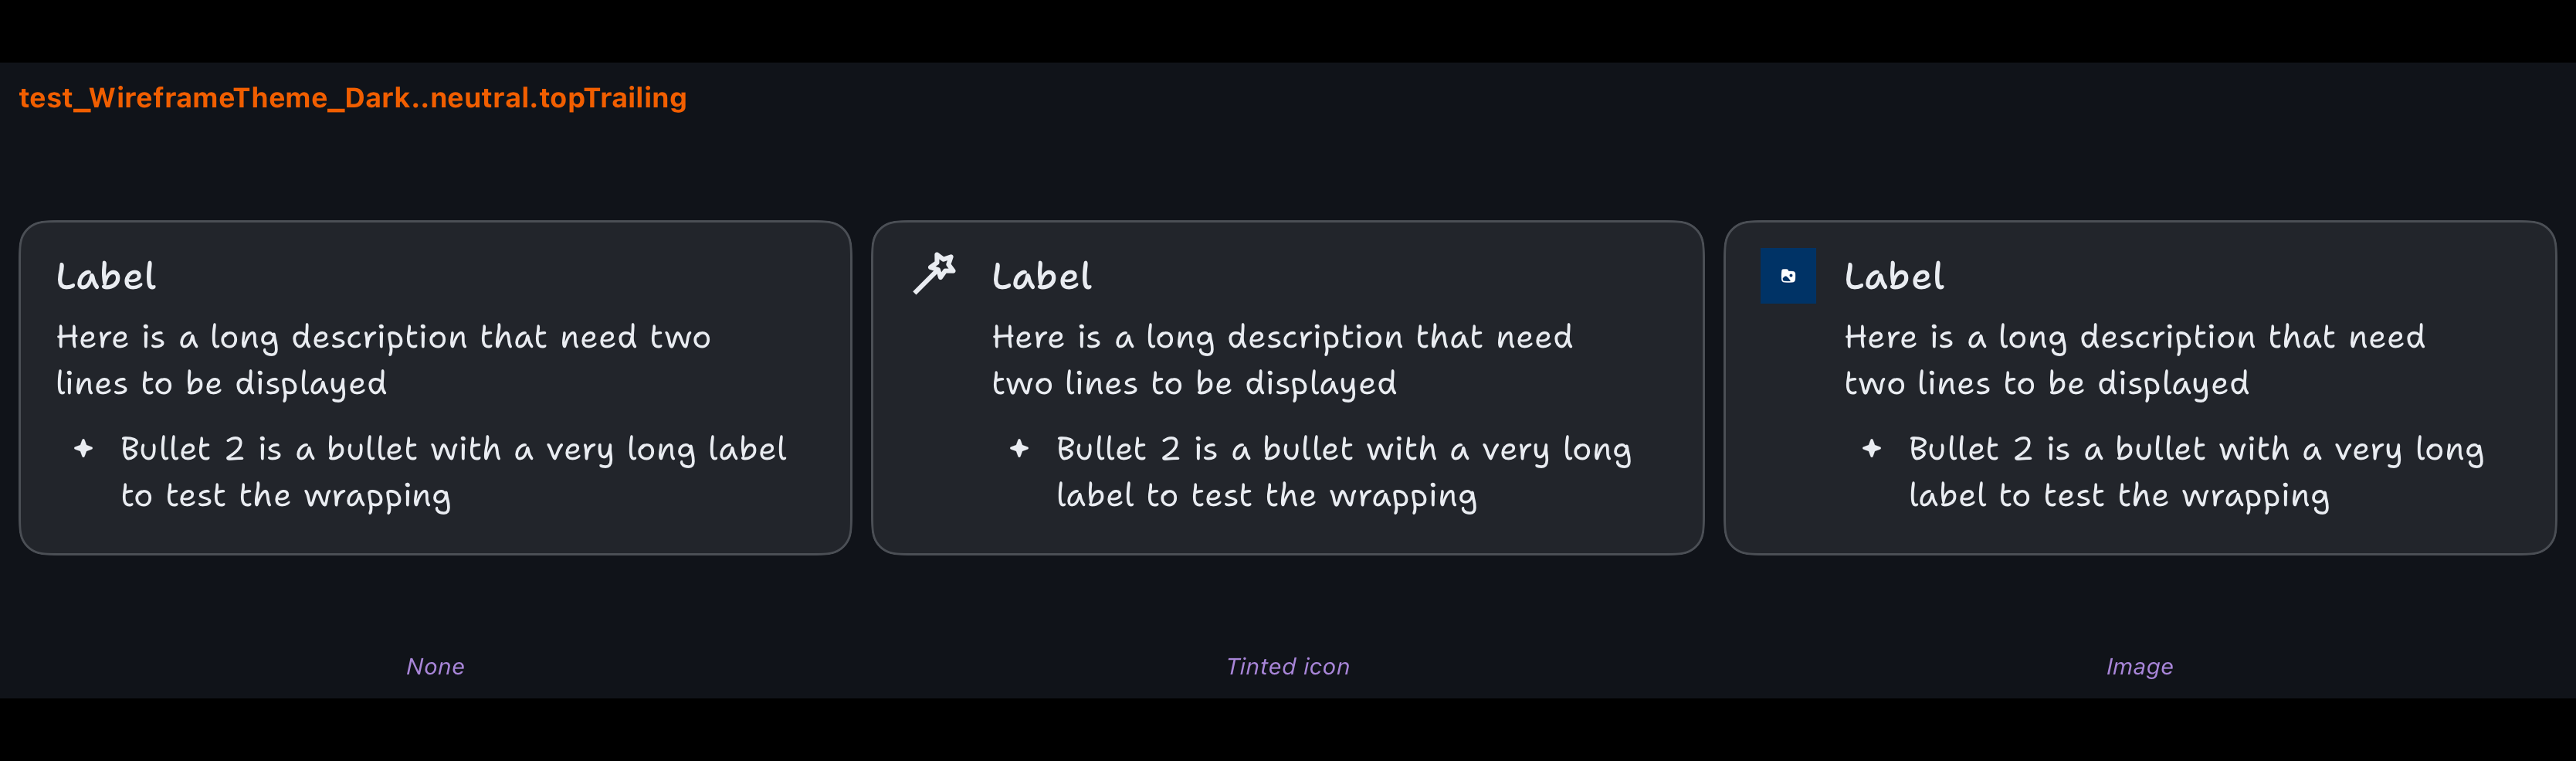 test_WireframeTheme_Dark..neutral.topTrailing
Label
Here is a long description that need two
lines to be displayed
Bullet 2 is a bullet with a very long label
to test the wrapping
Label
Here is a long description that need
two lines to be displayed
Bullet 2 is a bullet with a very long
label to test the wrapping
Label
Here is a long description that need
two lines to be displayed
Bullet 2 is a bullet with a very long
label to test the wrapping
None
Tinted icon
Image